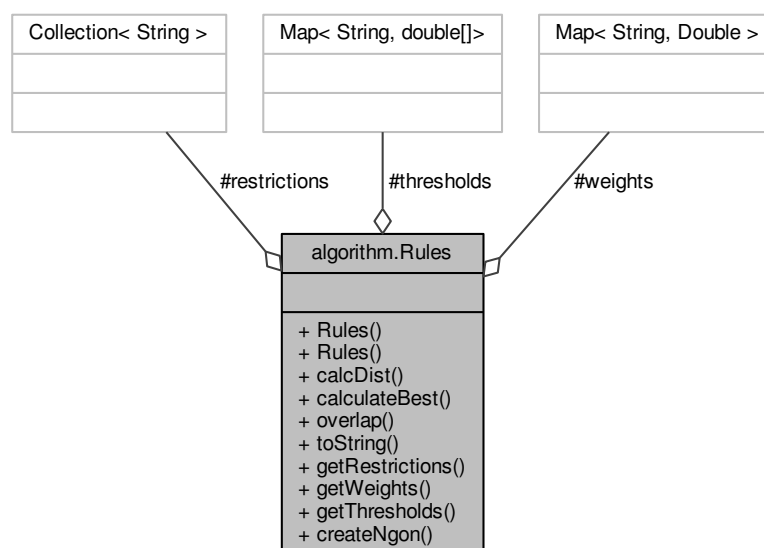 Collection< String >
Map< String, double[]>
Map< String, Double >
#restrictions
#thresholds
#weights
algorithm.Rules
+ Rules()
+ Rules()
+ calcDist()
+ calculateBest()
+ overlap()
+ toString()
+ getRestrictions()
+ getWeights()
+ getThresholds()
+ createNgon()